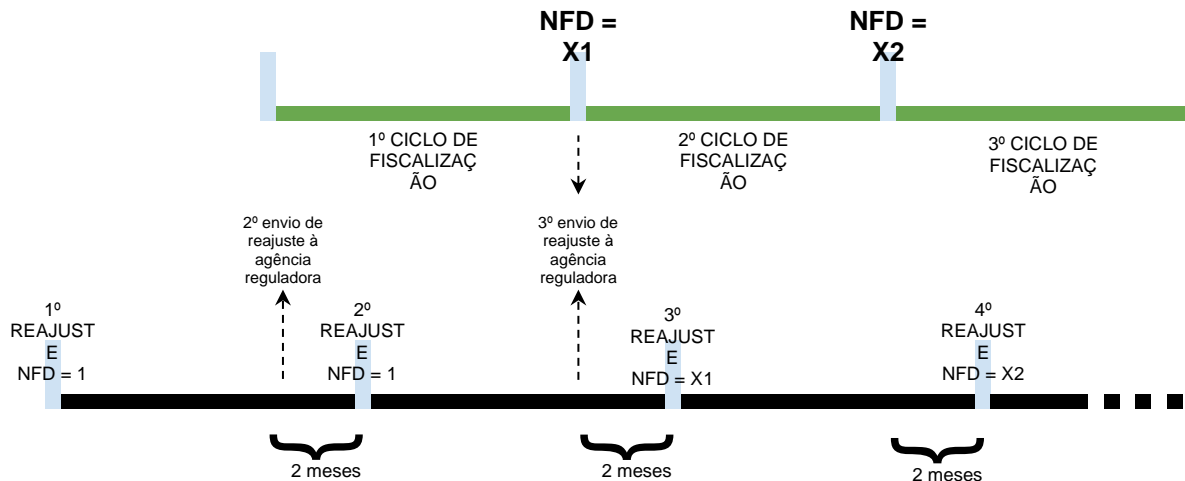 NFD =
X1
NFD =
X2
1º CICLO DE
FISCALIZAÇ
ÃO
2º CICLO DE
FISCALIZAÇ
ÃO
3º CICLO DE
FISCALIZAÇ
ÃO
2º envio de
reajuste à
agência
reguladora
3º envio de
reajuste à
agência
reguladora
1º
REAJUST
E
NFD = 1
2º
REAJUST
E
NFD = 1
3º
REAJUST
E
NFD = X1
4º
REAJUST
E
NFD = X2
2 meses
2 meses
2 meses